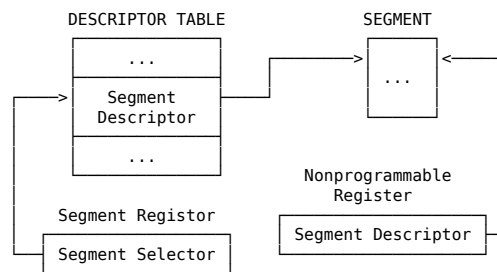 DESCRIPTOR TABLE
SEGMENT
...
Segment
Descriptor
...
...
Segment Registor
Segment Selector
Nonprogrammable
Register
Segment Descriptor